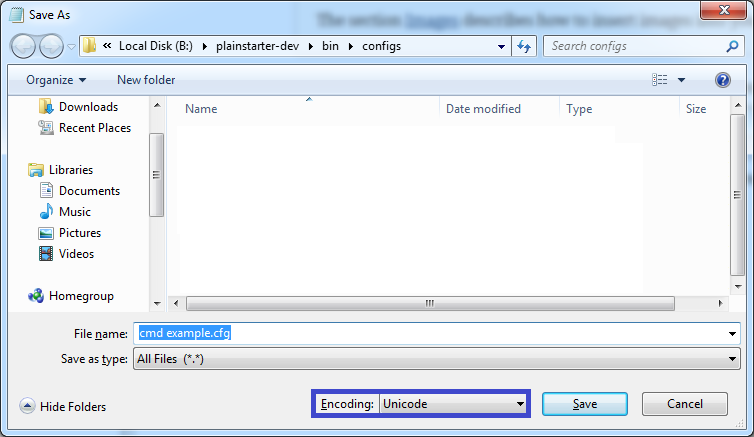 Save As
The section Images describes how to insert images
« Local Disk (B:) ▸ plainstarter-dev ▸ bin ▸ configs
Search configs
Organize
New folder
Name
Date modified
Type
Size
Downloads
Recent Places
Libraries
Documents
Music
Pictures
Videos
Homegroup
File name: cmd example.cfg
Save as type: All Files (*.*)
Hide Folders
Encoding: Unicode
Save
Cancel